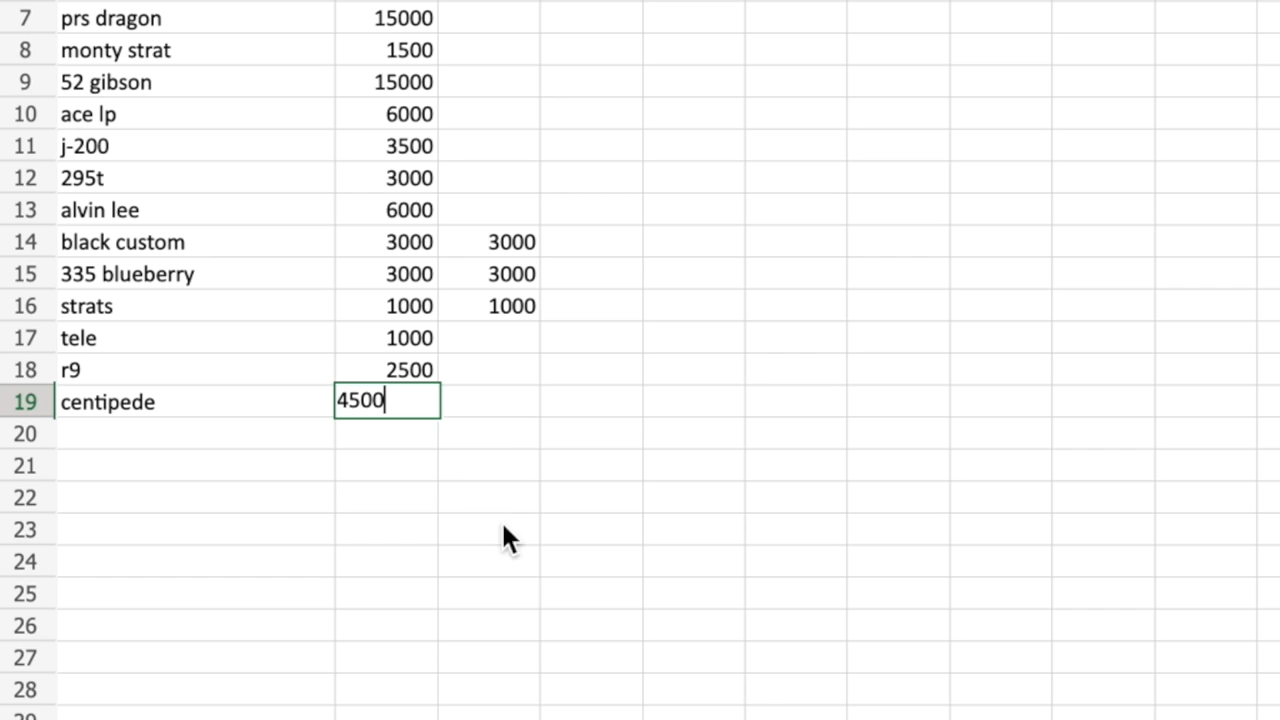 7 prs dragon 15000
8 monty strat 1500
9 52 gibson 15000
10 ace lp 6000
11 j-200 3500
12 295t 3000
13 alvin lee 6000
14 black custom 3000 3000
15 335 blueberry 3000 3000
16 strats 1000 1000
17 tele 1000
18 r9 2500
19 centipede 4500
20
21
22
23
24
25
26
27
28